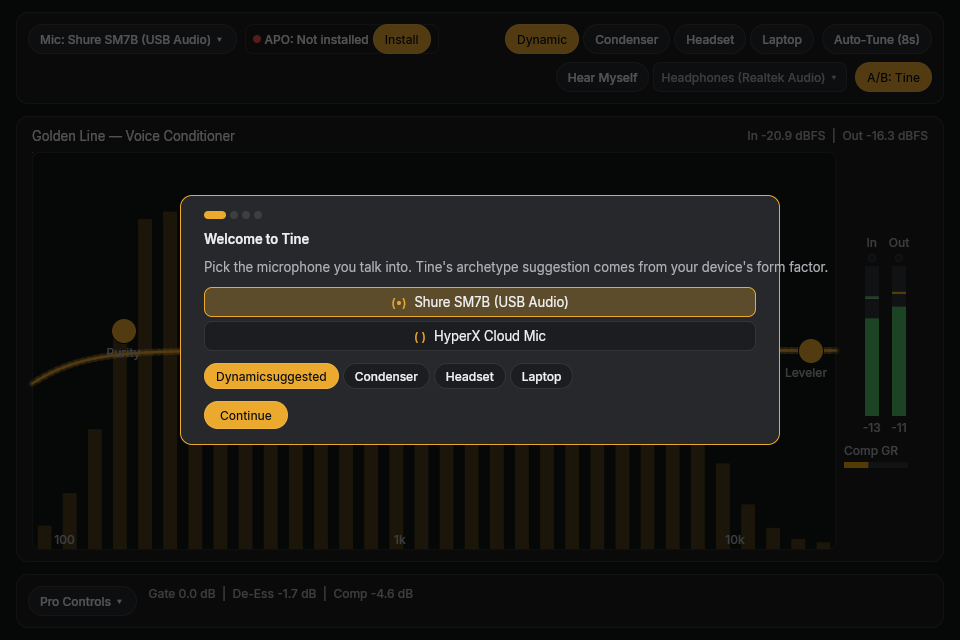 Mic: Shure SM7B (USB Audio) ▾ APO: Not installed Install Dynamic Condenser Headset Laptop Auto-Tune (8s)
Hear Myself Headphones (Realtek Audio) ▾ A/B: Tine
Golden Line — Voice Conditioner In -20.9 dBFS | Out -16.3 dBFS
Welcome to Tine
Pick the microphone you talk into. Tine's archetype suggestion comes from your device's form factor.
(•) Shure SM7B (USB Audio)
( ) HyperX Cloud Mic
Dynamicsuggested Condenser Headset Laptop
Continue
Purity
Leveler
In Out
-13 -11
Comp GR
100 1k 10k
Pro Controls ▾ Gate 0.0 dB | De-Ess -1.7 dB | Comp -4.6 dB